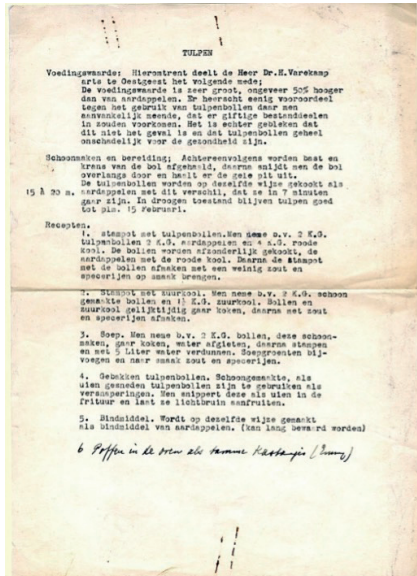 TULPEN
Voedingswaarde: Hieromtrent deelt de Heer Dr.H.Varekamp
arts te Oestgeest het volgende mede;
De voedingswaarde is zeer groot, ongeveer 50% hooger
dan van aardappelen. Er heerscht eenig vooroordeel
tegen het gebruik van tulpenbollen daar men
aanvankelijk meende, dat er giftige bestanddeelen
in zouden voorkomen. Het is echter gebleken dat
dit niet het geval is en dat tulpenbollen geheel
onschadelijk voor de gezondheid zijn.
Schoonmaken en bereiding; Achtereenvolgens worden bast en
krans van de bol afgehaald, daarna snijdt men de bol
overlangs door en haalt er de gele pit uit.
De tulpenbollen worden op dezelfde wijze gekookt als
15 à 20 m. aardappelen met dit verschil, dat ze in 7 minuten
gaar zijn. In droogen toestand blijven tulpen goed
tot plm. 15 Februari.
Recepten.
1. Stampot met tulpenbollen.Men neme b.v. 2 K.G.
tulpenbollen 2 K.G. aardappelen en 4 K.G. roode
kool. De bollen worden afzonderlijk gekookt, de
aardappelen met de roode kool. Daarna de stampot
met de bollen afmaken met een weinig zout en
specerijen op smaak brengen.
2. Stampot met zuurkool. Men neme b.v. 2 K.G. schoon
gemaakte bollen en 1½ K.G. zuurkool. Bollen en
zuurkool gelijktijdig gaar koken, daarna met zout
en specerijen afmaken.
3. Soep. Men neme b.v. 2 K.G. bollen, deze schoon-
maken, gaar koken, water afgieten, daarna stampen
en met 5 Liter water verdunnen. Soepgroenten bij-
voegen en naar smaak zout en specerijen.
4. Gebakken tulpenbollen. Schoongemaakte, als
uien gesneden tulpenbollen zijn te gebruiken als
versnaperingen. Men snippert deze als uien in de
frituur en laat ze lichtbruin aanfruiten.
5. Bindmiddel. Wordt op dezelfde wijze gemaakt
als bindmiddel van aardappelen. (kan lang bewaard worden)
6 Poffen in de oven als tamme Kastanjes